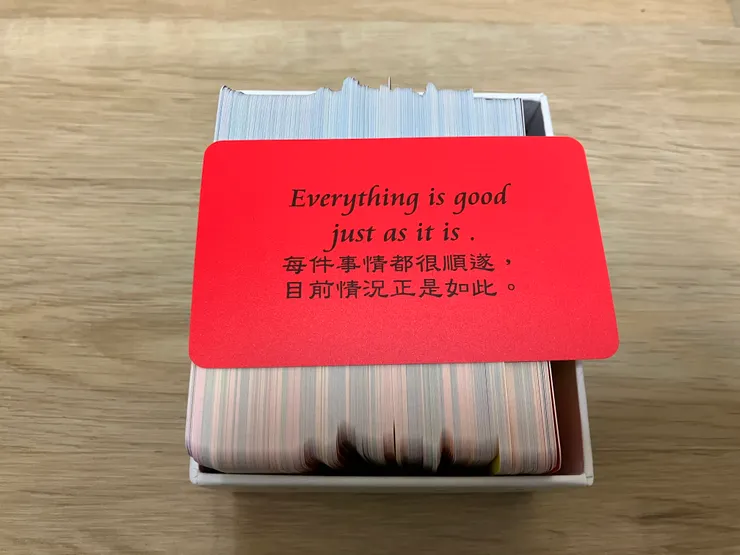 Everything is good
just as it is .
每件事情都很順遂，
目前情況正是如此。